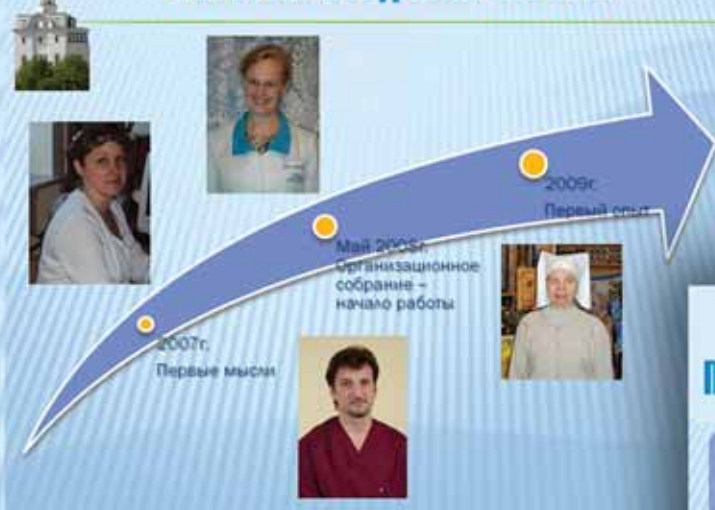 2009г.
Первый опыт
Май 2008г.
Организационное
собрание –
начало работы
2007г.
Первые мысли